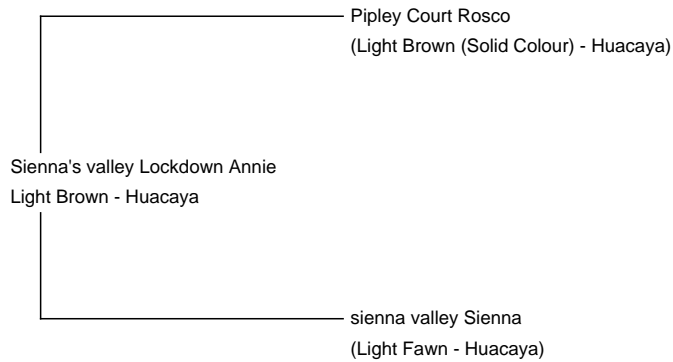 Pipley Court Rosco
(Light Brown (Solid Colour) - Huacaya)
Sienna's valley Lockdown Annie
Light Brown - Huacaya
sienna valley Sienna
(Light Fawn - Huacaya)